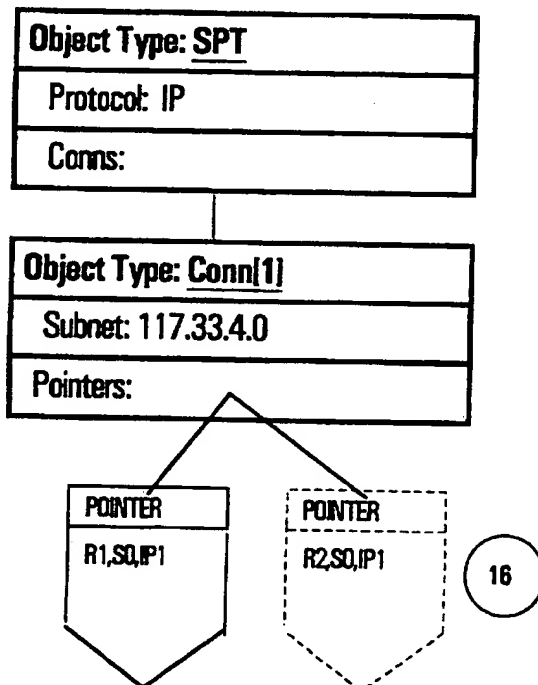 Object Type: SPT
Protocol: IP
Conns:
Object Type: Conn[1]
Subnet: 117.33.4.0
Pointers:
POINTER
R1,S0,IP1
POINTER
R2,S0,IP1
16